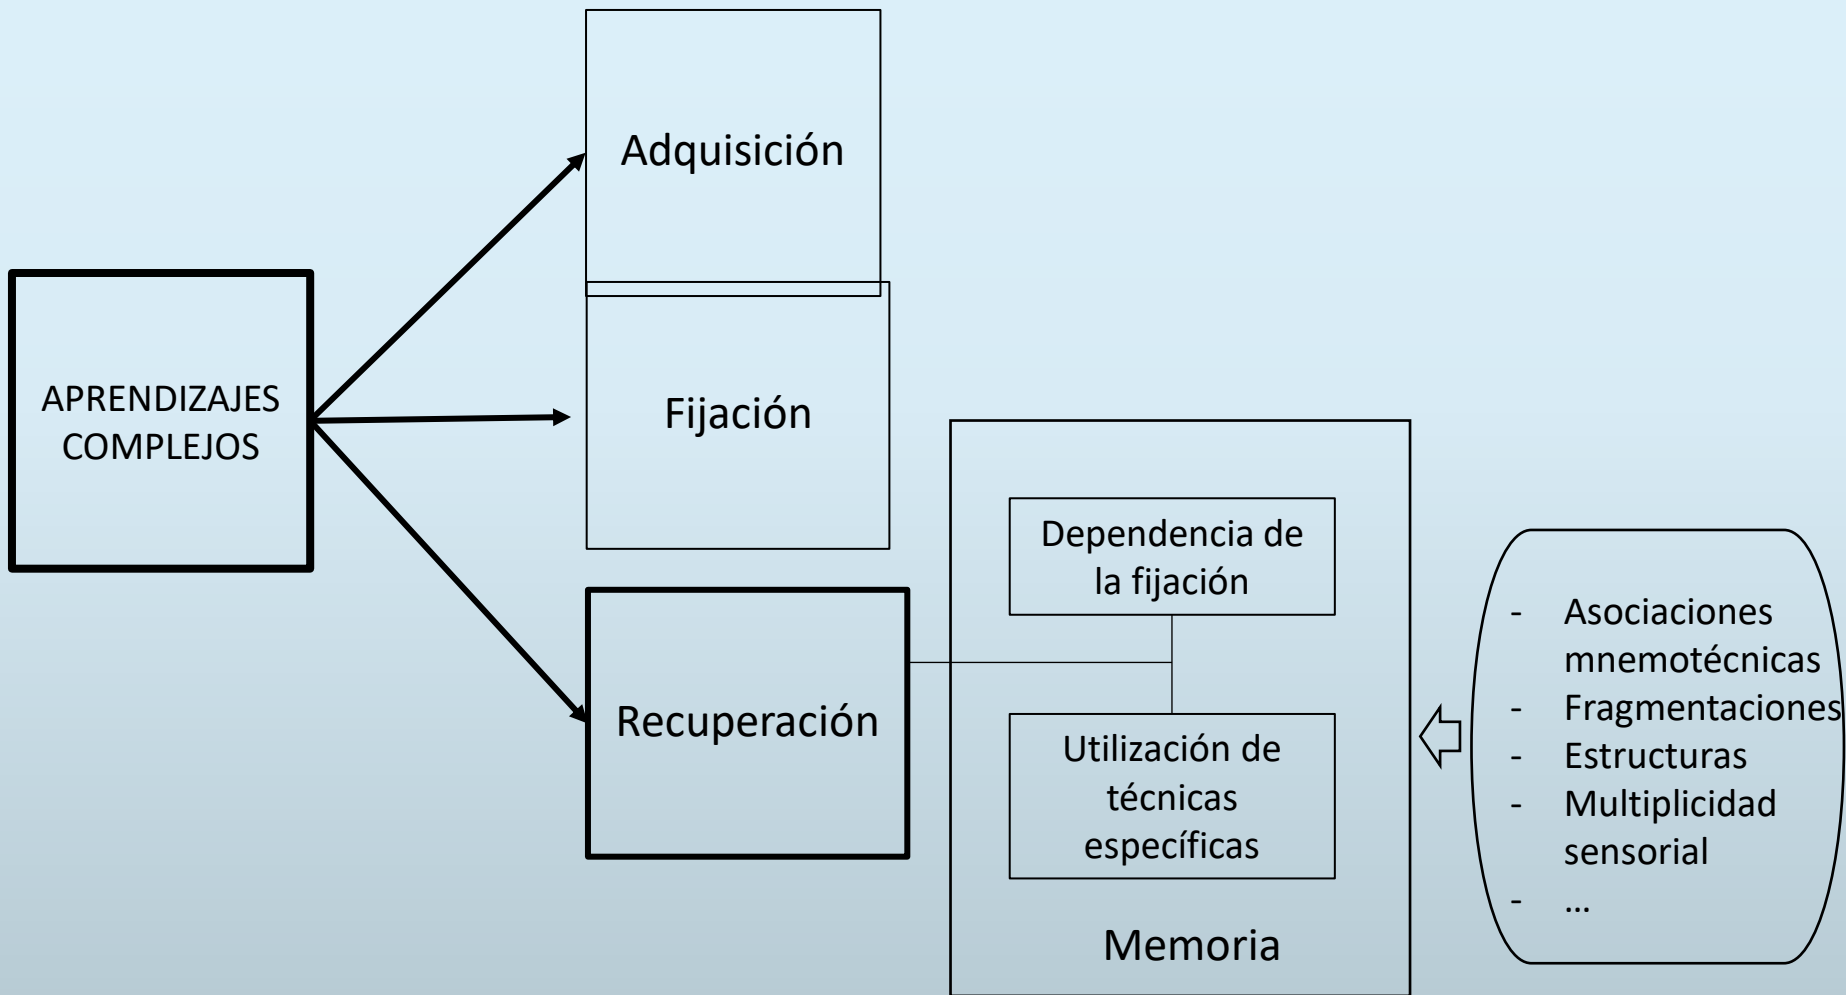 Adquisición
APRENDIZAJES
COMPLEJOS
Fijación
Recuperación
Dependencia de
la fijación
Utilización de
técnicas
específicas
Memoria
- Asociaciones
mnemotécnicas
- Fragmentaciones
- Estructuras
- Multiplicidad
sensorial
- …